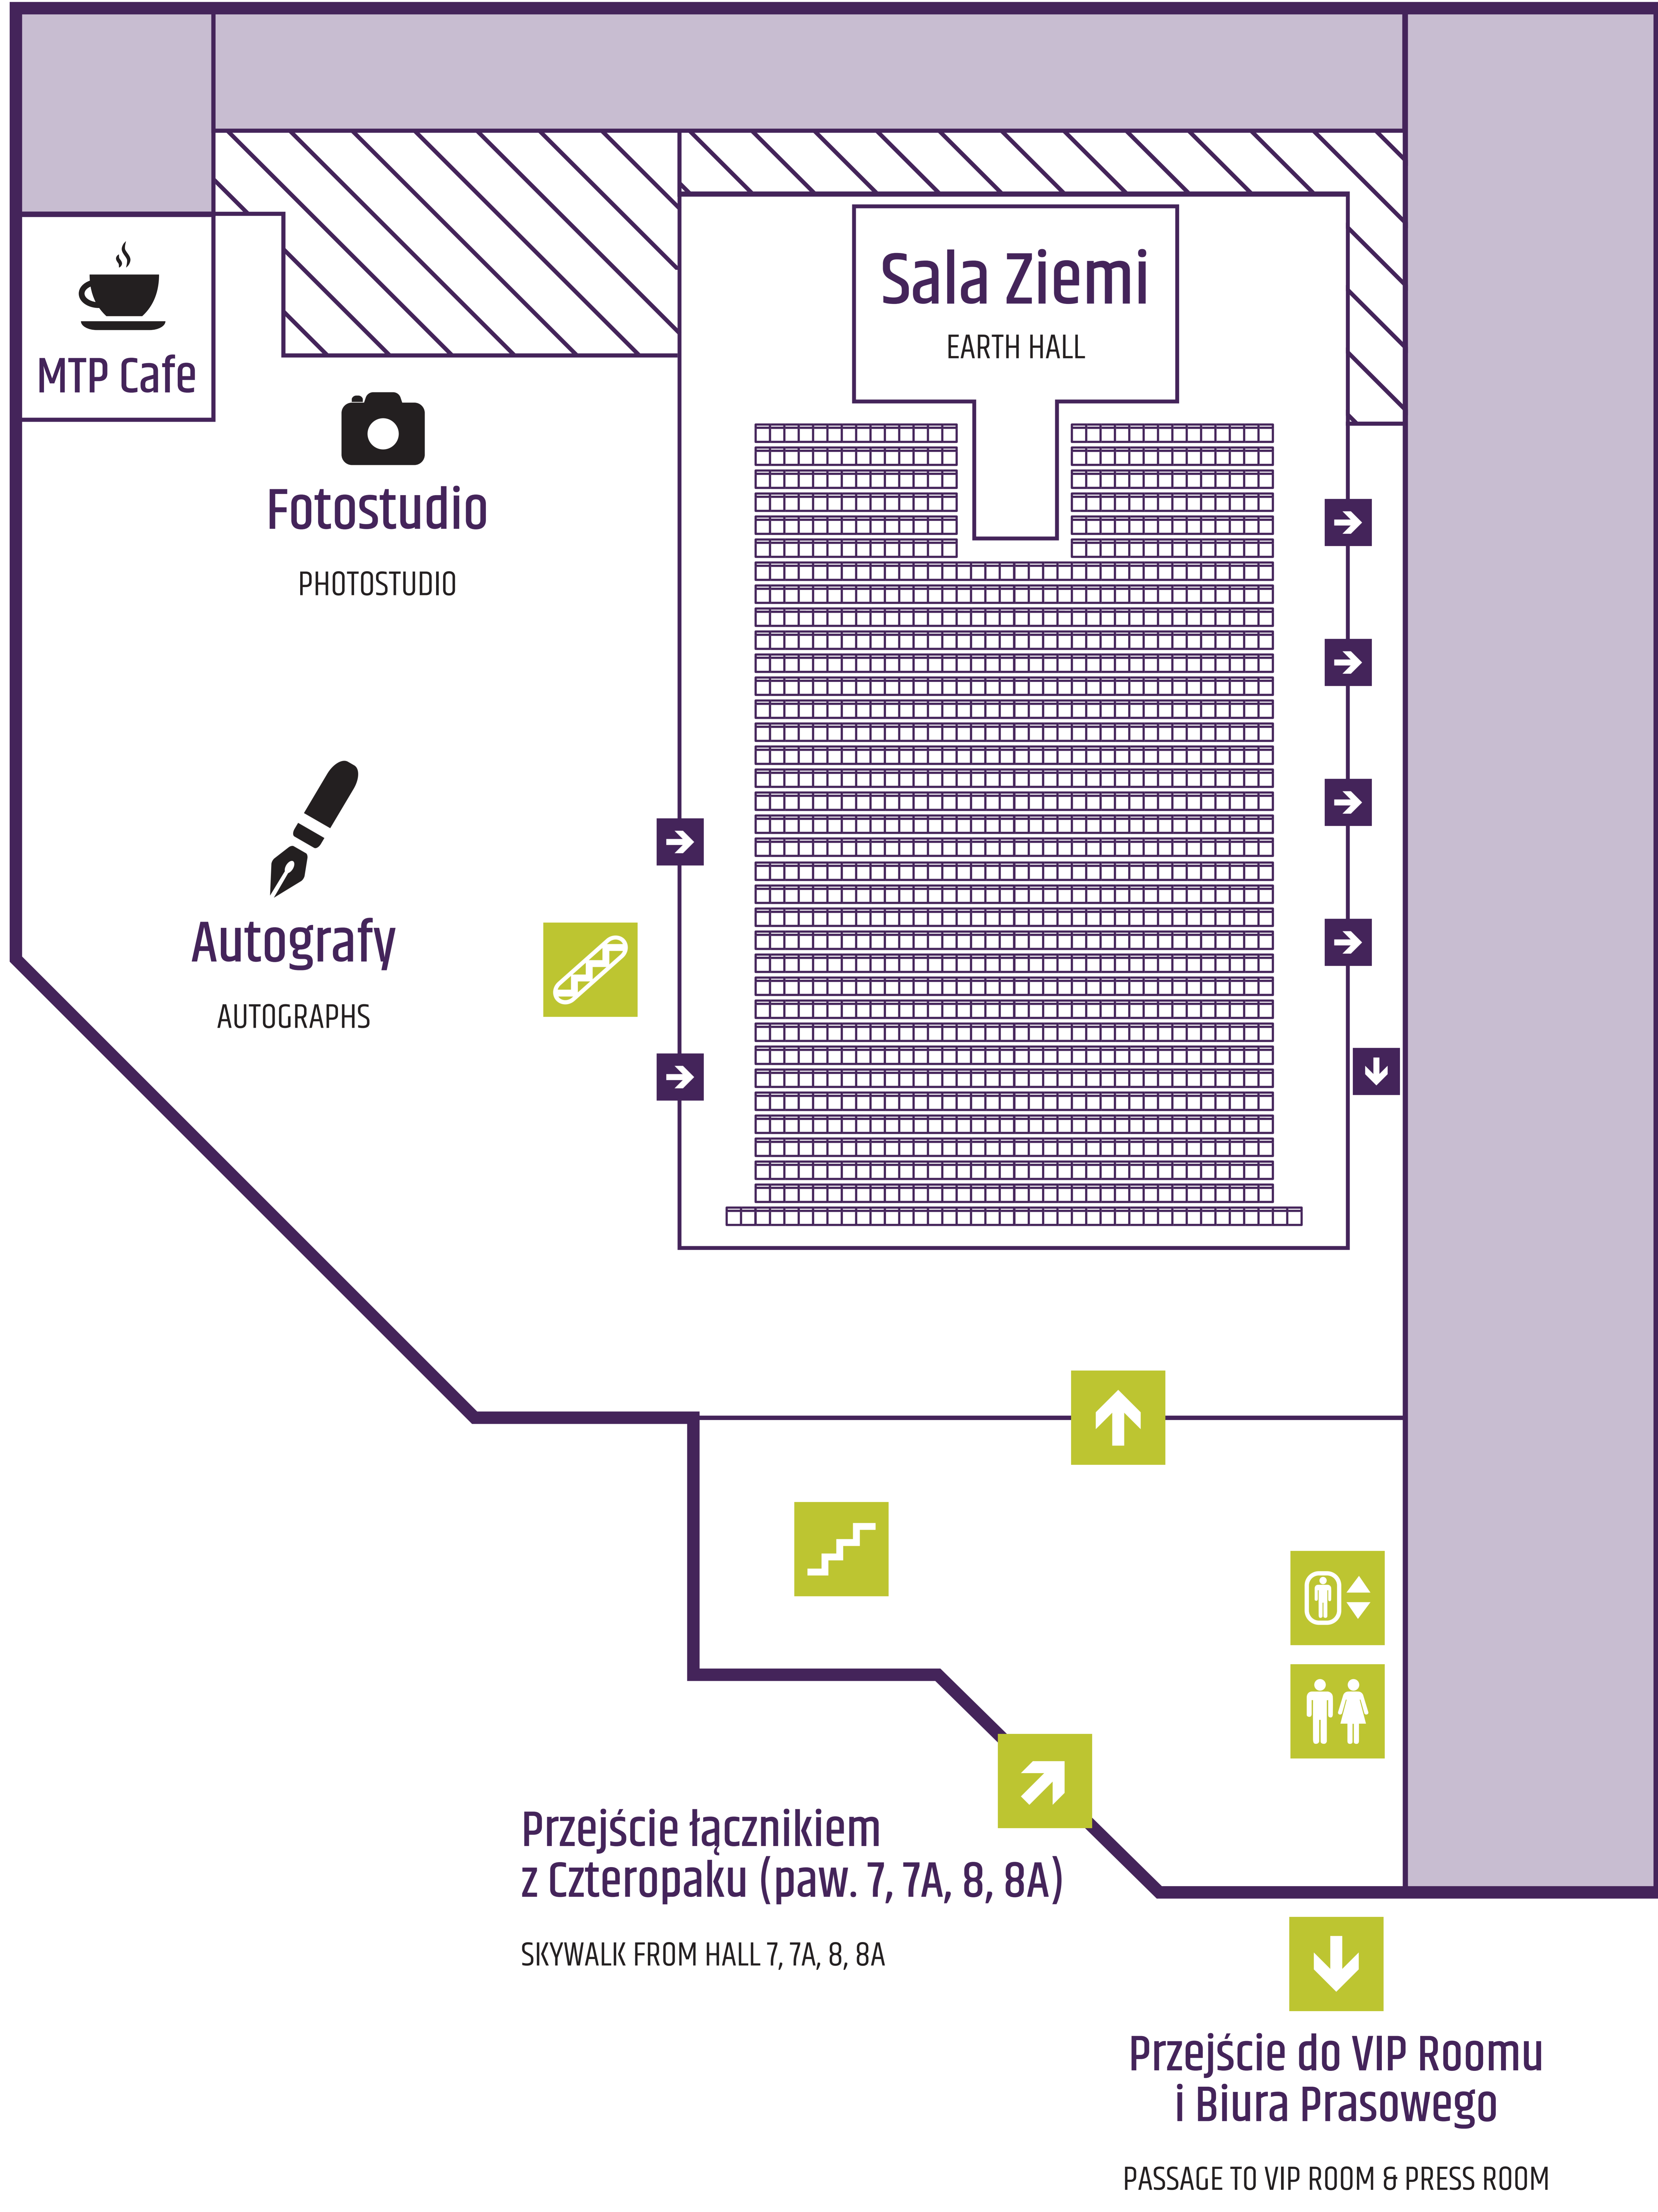 Sala Ziemi
EARTH HALL
MTP Cafe
Fotostudio
PHOTOSTUDIO
Autografy
AUTOGRAPHS
Przejście łącznikiem
z Czteropaku (paw. 7, 7A, 8, 8A)
SKYWALK FROM HALL 7, 7A, 8, 8A
Przejście do VIP Roomu
i Biura Prasowego
PASSAGE TO VIP ROOM & PRESS ROOM